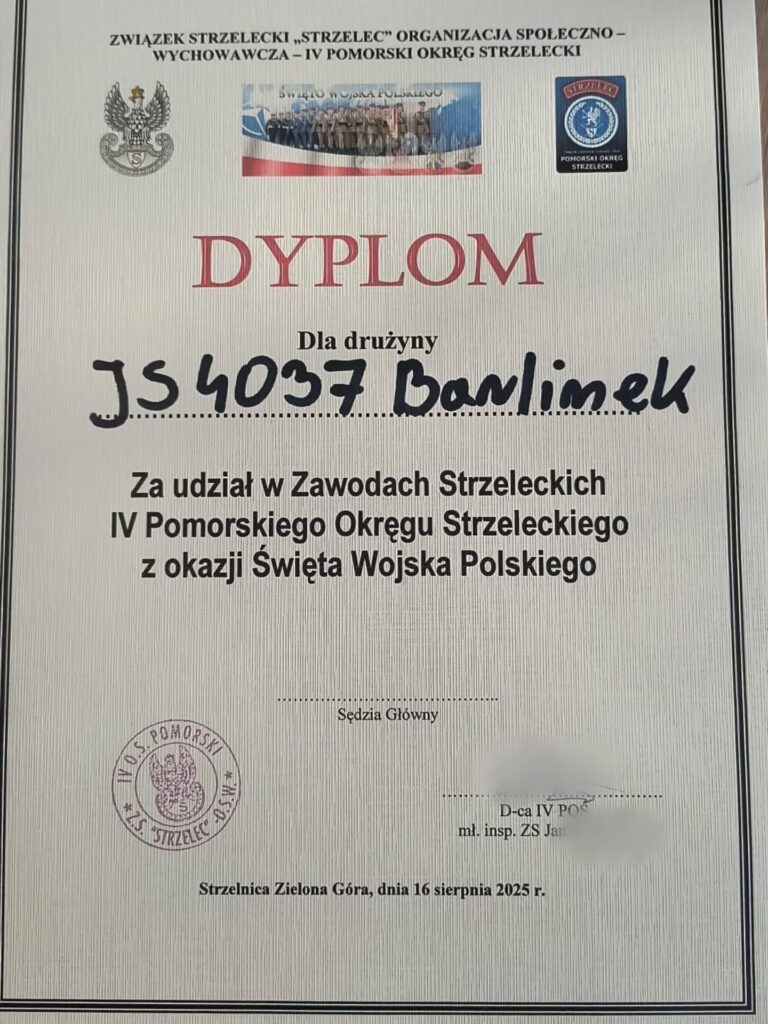 ZWIĄZEK STRZELECKI „STRZELEC” ORGANIZACJA SPOŁECZNO –
WYCHOWAWCZA – IV POMORSKI OKRĘG STRZELECKI
ŚWIĘTO WOJSKA POLSKIEGO
STRZELEC
POMORSKI OKRĘG
STRZELECKI
S
DYPLOM
Dla drużyny
JS 4037 Barlinek
Za udział w Zawodach Strzeleckich
IV Pomorskiego Okręgu Strzeleckiego
z okazji Święta Wojska Polskiego
Sędzia Główny
IV O.S. POMORSKI
* Z.S. "STRZELEC" - O.S.W. *
D-ca IV POS
mł. insp. ZS Jan
Strzelnica Zielona Góra, dnia 16 sierpnia 2025 r.